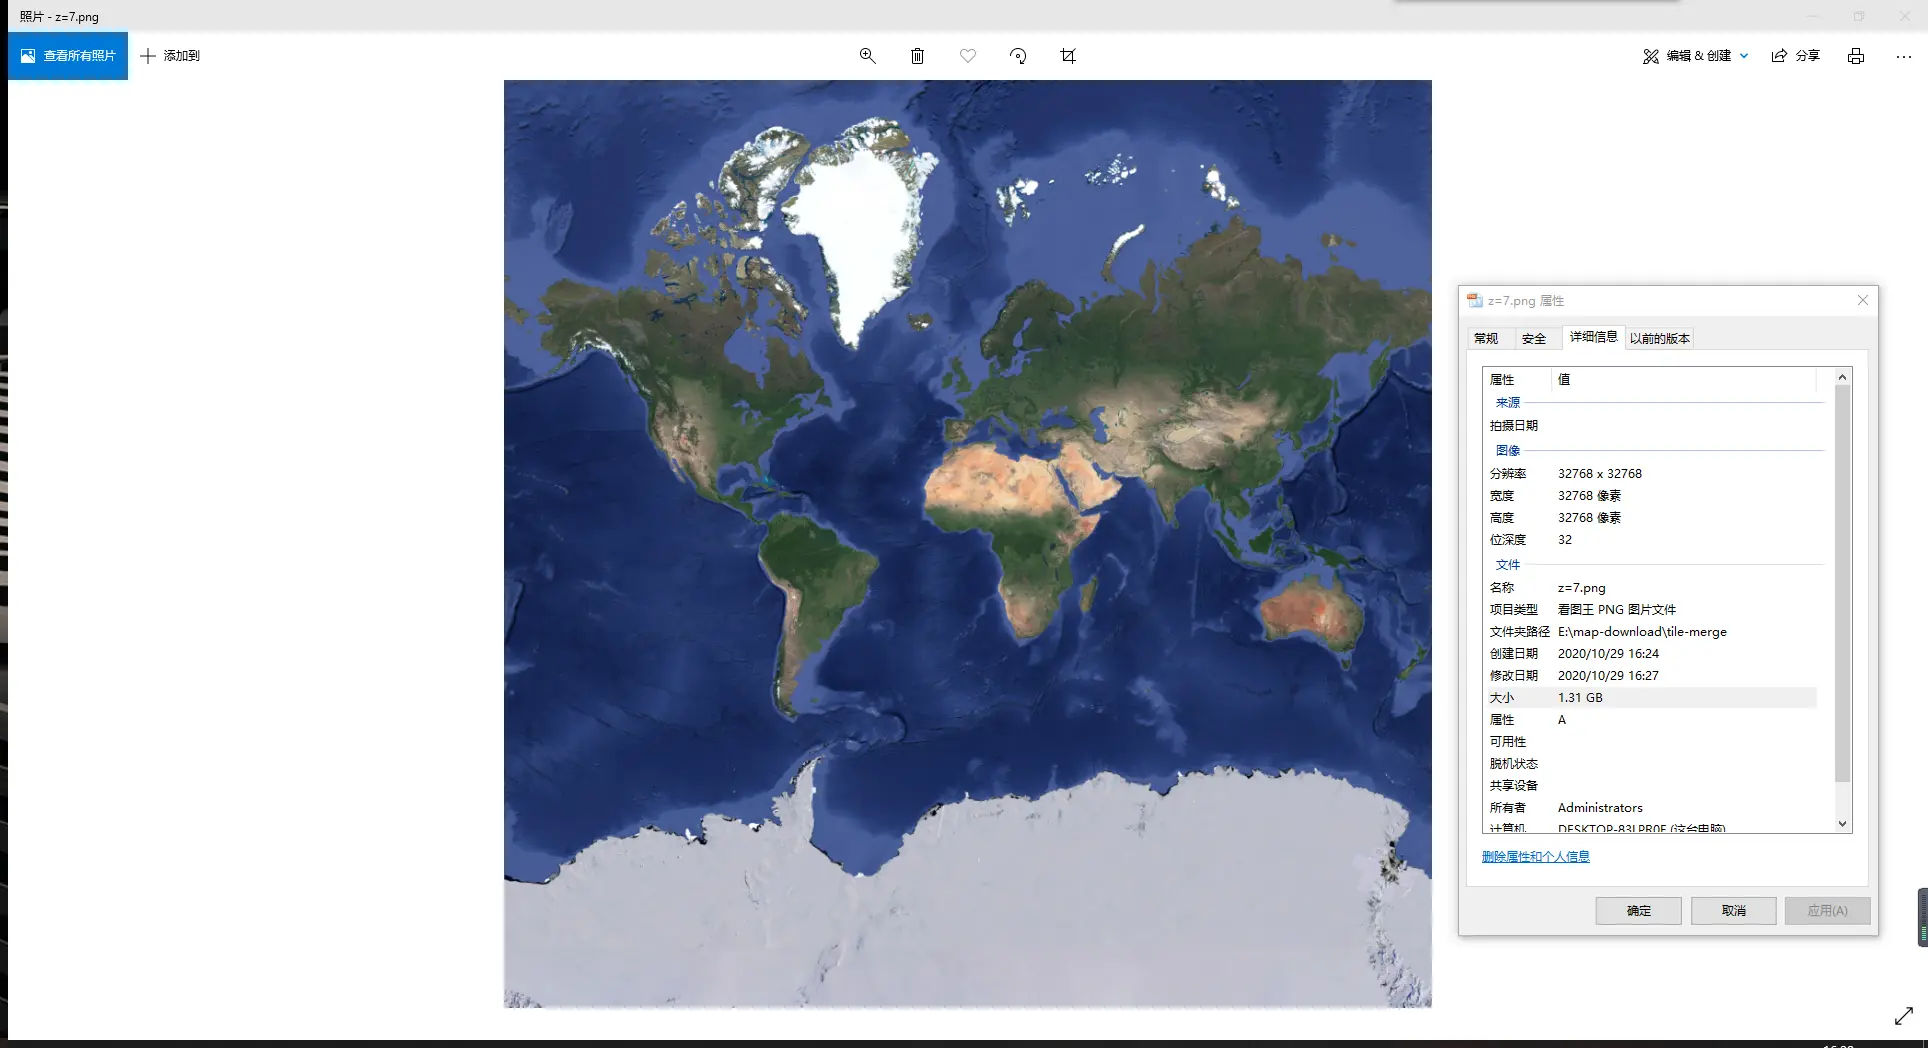 照片 - z=7.png
查看所有照片
添加到
编辑 & 创建
分享
z=7.png 属性
常规 安全 详细信息 以前的版本
属性 值
来源
拍摄日期
图像
分辨率 32768 x 32768
宽度 32768 像素
高度 32768 像素
位深度 32
文件
名称 z=7.png
项目类型 看图王 PNG 图片文件
文件夹路径 E:\map-download\tile-merge
创建日期 2020/10/29 16:24
修改日期 2020/10/29 16:27
大小 1.31 GB
属性 A
可用性
脱机状态
共享设备
所有者 Administrators
计算机 (这台电脑)
删除属性和个人信息
确定 取消 应用(A)